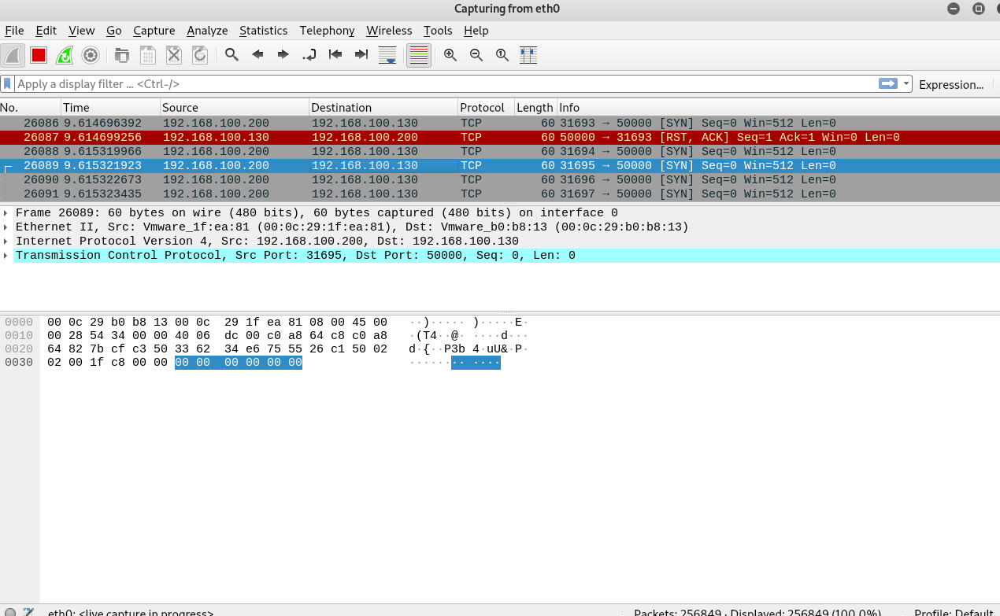 Capturing from eth0
File Edit View Go Capture Analyze Statistics Telephony Wireless Tools Help
Apply a display filter ... <Ctrl-/> Expression...
No. Time Source Destination Protocol Length Info
26086 9.614696392 192.168.100.200 192.168.100.130 TCP 60 31693 → 50000 [SYN] Seq=0 Win=512 Len=0
26087 9.614699256 192.168.100.130 192.168.100.200 TCP 60 50000 → 31693 [RST, ACK] Seq=1 Ack=1 Win=0 Len=0
26088 9.615319966 192.168.100.200 192.168.100.130 TCP 60 31694 → 50000 [SYN] Seq=0 Win=512 Len=0
26089 9.615321923 192.168.100.200 192.168.100.130 TCP 60 31695 → 50000 [SYN] Seq=0 Win=512 Len=0
26090 9.615322673 192.168.100.200 192.168.100.130 TCP 60 31696 → 50000 [SYN] Seq=0 Win=512 Len=0
26091 9.615323435 192.168.100.200 192.168.100.130 TCP 60 31697 → 50000 [SYN] Seq=0 Win=512 Len=0
Frame 26089: 60 bytes on wire (480 bits), 60 bytes captured (480 bits) on interface 0
Ethernet II, Src: Vmware_1f:ea:81 (00:0c:29:1f:ea:81), Dst: Vmware_b0:b8:13 (00:0c:29:b0:b8:13)
Internet Protocol Version 4, Src: 192.168.100.200, Dst: 192.168.100.130
Transmission Control Protocol, Src Port: 31695, Dst Port: 50000, Seq: 0, Len: 0
0000 00 0c 29 b0 b8 13 00 0c 29 1f ea 81 08 00 45 00 ··)····· )·····E·
0010 00 28 54 34 00 00 40 06 dc 00 c0 a8 64 c8 c0 a8 ·(T4··@· ····d···
0020 64 82 7b cf c3 50 33 62 34 e6 75 55 26 c1 50 02 d·{··P3b 4·uU&·P·
0030 02 00 1f c8 00 00 00 00 00 00 00 00 ········ ····
eth0: <live capture in progress> Packets: 256849 · Displayed: 256849 (100.0%) Profile: Default